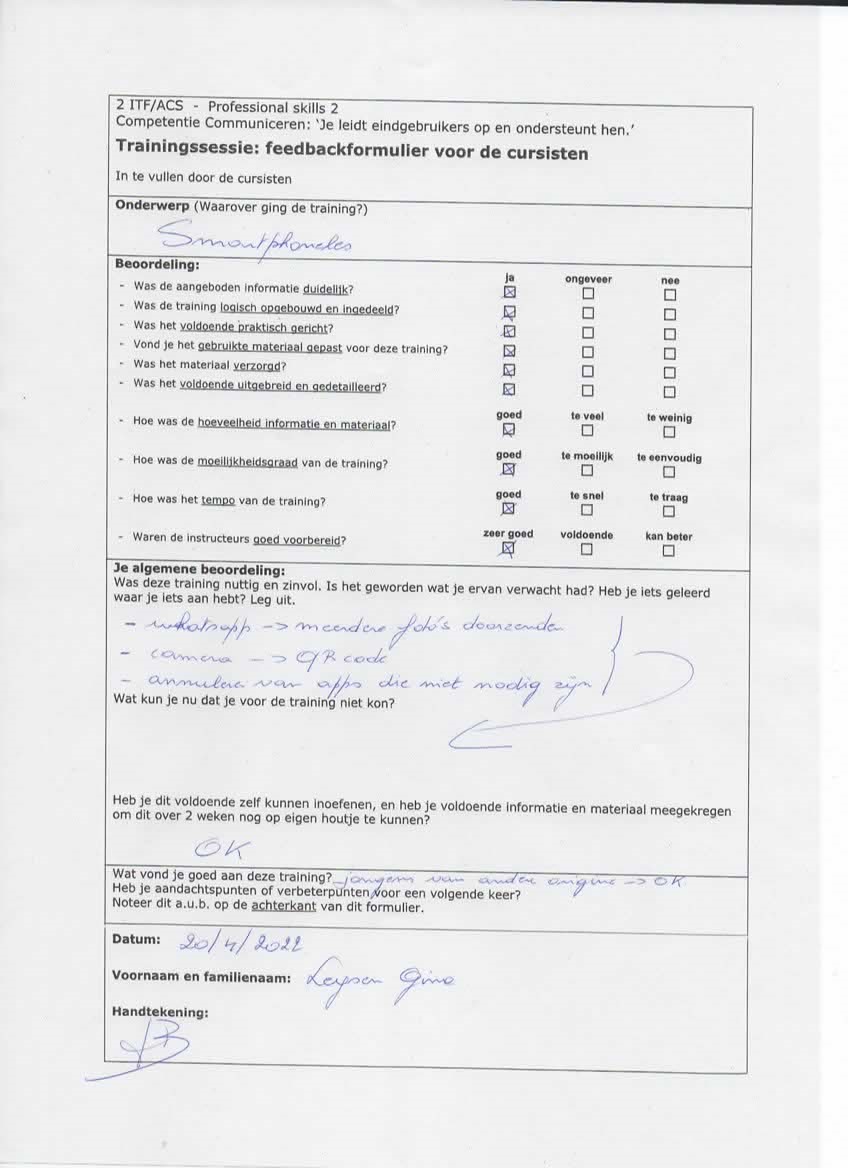 2 ITF/ACS - Professional skills 2
Competentie Communiceren: ‘Je leidt eindgebruikers op en ondersteunt hen.’
Trainingssessie: feedbackformulier voor de cursisten
In te vullen door de cursisten
Onderwerp (Waarover ging de training?)
Beoordeling:
ja ongeveer nee
- Was de aangeboden informatie duidelijk? ☒ ☐ ☐
- Was de training logisch opgebouwd en ingedeeld? ☒ ☐ ☐
- Was het voldoende praktisch gericht? ☒ ☐ ☐
- Vond je het gebruikte materiaal gepast voor deze training? ☒ ☐ ☐
- Was het materiaal verzorgd? ☒ ☐ ☐
- Was het voldoende uitgebreid en gedetailleerd? ☒ ☐ ☐
goed te veel te weinig
- Hoe was de hoeveelheid informatie en materiaal? ☒ ☐ ☐
goed te moeilijk te eenvoudig
- Hoe was de moeilijkheidsgraad van de training? ☒ ☐ ☐
goed te snel te traag
- Hoe was het tempo van de training? ☒ ☐ ☐
zeer goed voldoende kan beter
- Waren de instructeurs goed voorbereid? ☒ ☐ ☐
Je algemene beoordeling:
Was deze training nuttig en zinvol. Is het geworden wat je ervan verwacht had? Heb je iets geleerd
waar je iets aan hebt? Leg uit.
- whatsapp -> meerdere foto's doorzenden
- camera -> QR code
- annuleren van apps die niet nodig zijn
Wat kun je nu dat je voor de training niet kon?
Heb je dit voldoende zelf kunnen inoefenen, en heb je voldoende informatie en materiaal meegekregen
om dit over 2 weken nog op eigen houtje te kunnen?
OK
Wat vond je goed aan deze training? jongens van andere origine -> OK
Heb je aandachtspunten of verbeterpunten voor een volgende keer?
Noteer dit a.u.b. op de achterkant van dit formulier.
Datum: 20/4/2022
Voornaam en familienaam: Leysen Gina
Handtekening: